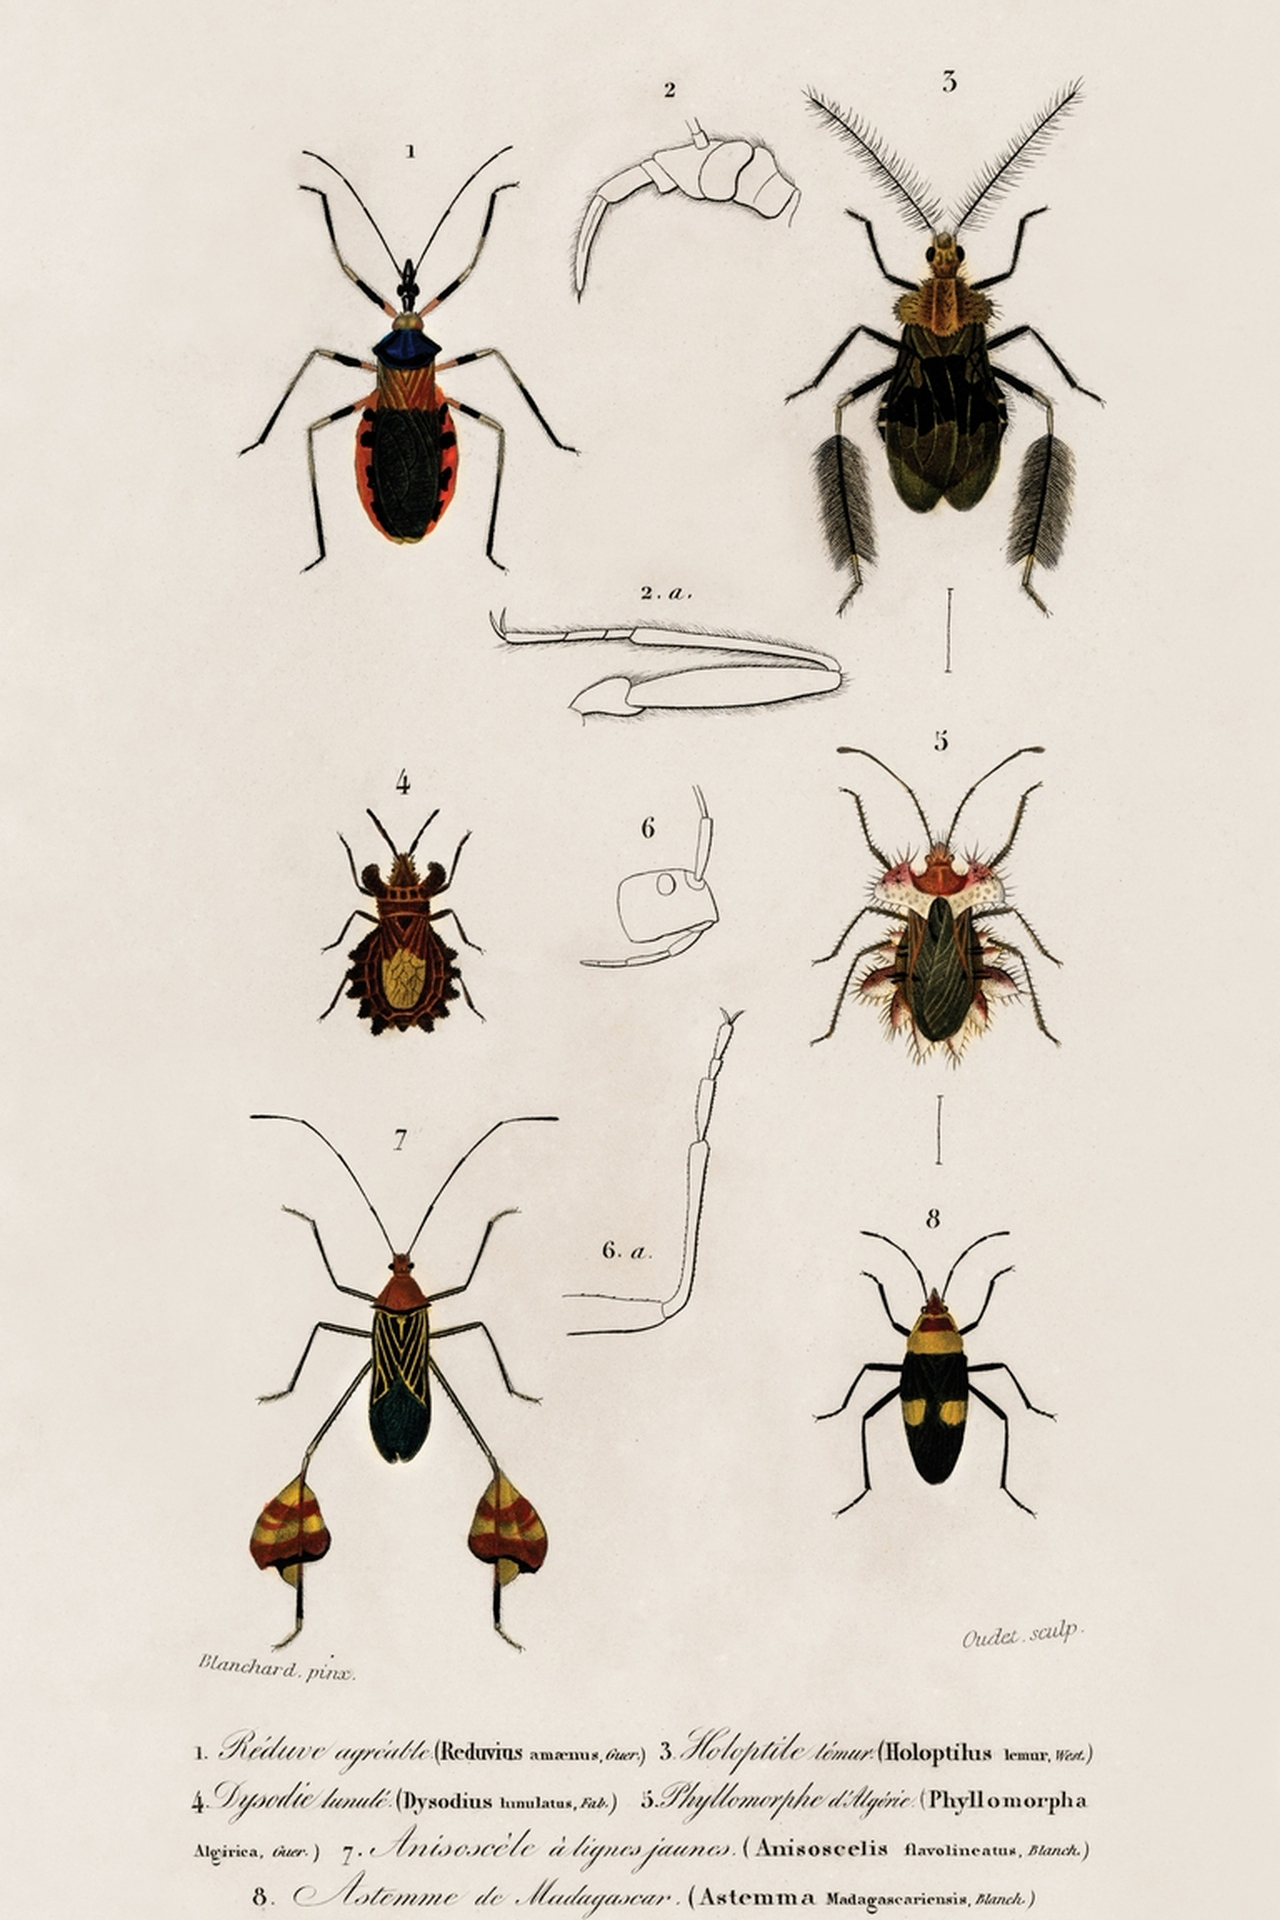 3
2
1
2. a.
5
4
6
7
6. a.
8
Oudet. sculp.
Blanchard. pinx.
1. Réduve agréable. (Reduvius amænus, Guer.) 3. Holoptile lémur. (Holoptilus lemur, West.)
4. Dysodie lunulé. (Dysodius lunulatus, Fab.) 5. Phyllomorphe d'Algérie. (Phyllomorpha
Algirica, Guer.) 7. Anisoscèle à lignes jaunes. (Anisoscelis flavolineatus, Blanch.)
8. Astemme de Madagascar. (Astemma Madagascariensis, Blanch.)